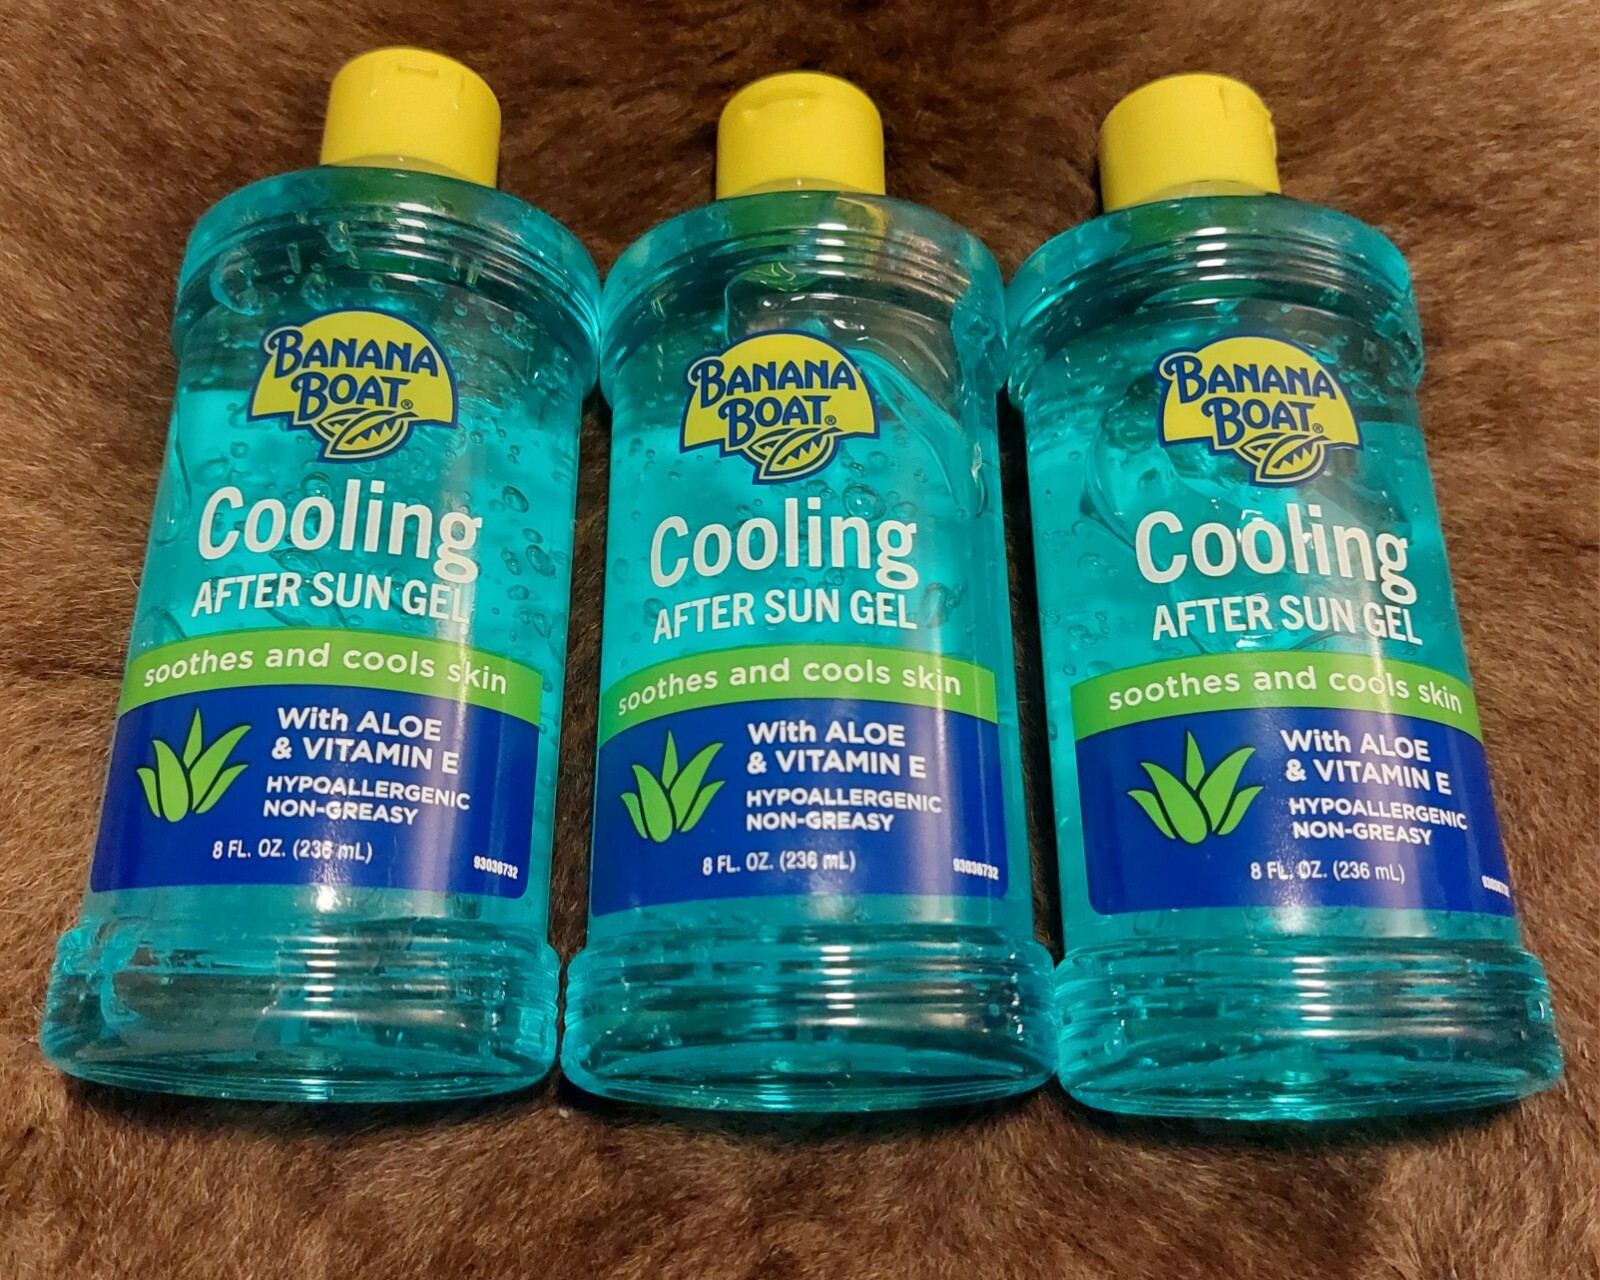 BANANA
BOAT®
Cooling
AFTER SUN GEL
soothes and cools skin
With ALOE
& VITAMIN E
HYPOALLERGENIC
NON-GREASY
8 FL. OZ. (236 mL)
93036732
BANANA
BOAT®
Cooling
AFTER SUN GEL
soothes and cools skin
With ALOE
& VITAMIN E
HYPOALLERGENIC
NON-GREASY
8 FL. OZ. (236 mL)
93036732
BANANA
BOAT®
Cooling
AFTER SUN GEL
soothes and cools skin
With ALOE
& VITAMIN E
HYPOALLERGENIC
NON-GREASY
8 FL. OZ. (236 mL)